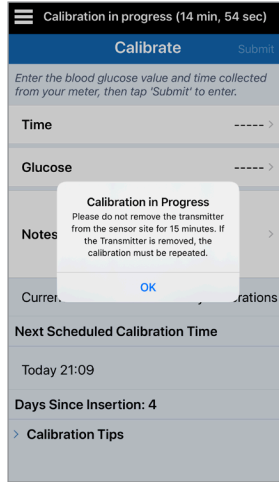 Calibration in progress (14 min, 54 sec)
Calibrate
Submit
Enter the blood glucose value and time collected
from your meter, then tap 'Submit' to enter.
Time
----- >
Glucose
----- >
Calibration in Progress
Please do not remove the transmitter
from the sensor site for 15 minutes. If
the Transmitter is removed, the
calibration must be repeated.
OK
Notes
>
Next Scheduled Calibration Time
Today 21:09
Days Since Insertion: 4
> Calibration Tips